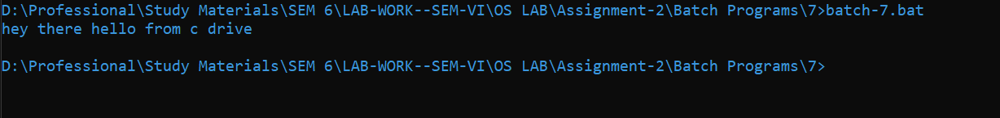 D:\Professional\Study Materials\SEM 6\LAB-WORK--SEM-VI\OS LAB\Assignment-2\Batch Programs\7>batch-7.bat
hey there hello from c drive
D:\Professional\Study Materials\SEM 6\LAB-WORK--SEM-VI\OS LAB\Assignment-2\Batch Programs\7>